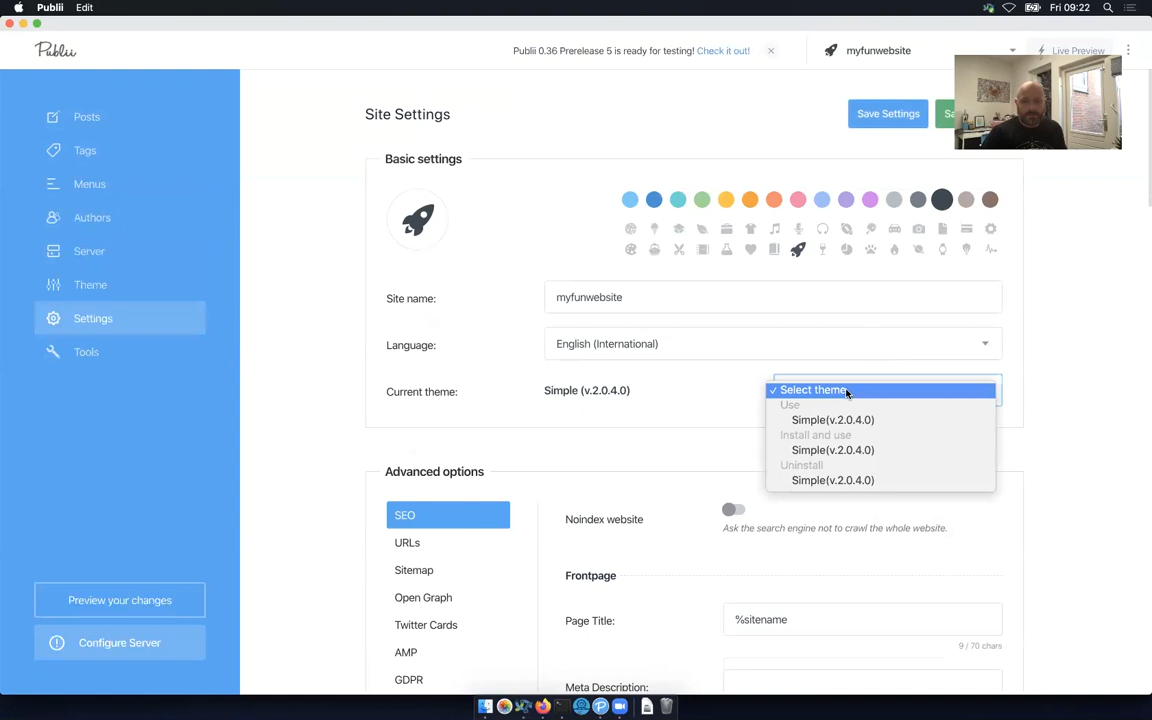 Publii Edit Fri 09:22
Publii
Publii 0.36 Prerelease 5 is ready for testing! Check it out!
myfunwebsite
Live Preview
Posts
Tags
Menus
Authors
Server
Theme
Settings
Tools
Preview your changes
Configure Server
Site Settings
Save Settings
Sa
Basic settings
Site name:
myfunwebsite
Language:
English (International)
Current theme:
Simple (v.2.0.4.0)
✓ Select theme
Use
Simple(v.2.0.4.0)
Install and use
Simple(v.2.0.4.0)
Uninstall
Simple(v.2.0.4.0)
Advanced options
SEO
URLs
Sitemap
Open Graph
Twitter Cards
AMP
GDPR
Noindex website
Ask the search engine not to crawl the whole website.
Frontpage
Page Title:
%sitename
9 / 70 chars
Meta Description: